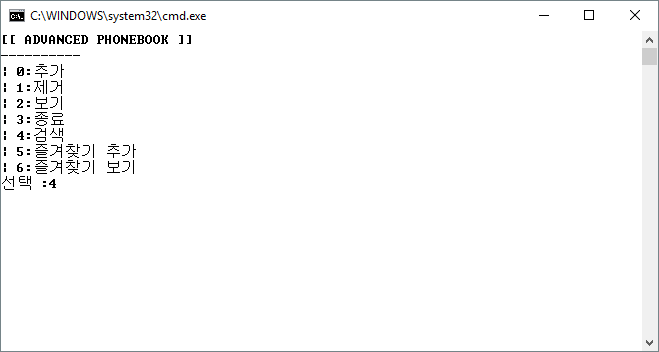 C:\WINDOWS\system32\cmd.exe
[[ ADVANCED PHONEBOOK ]]
----------
¦ 0:추가
¦ 1:제거
¦ 2:보기
¦ 3:종료
¦ 4:검색
¦ 5:즐겨찾기 추가
¦ 6:즐겨찾기 보기
선택 :4